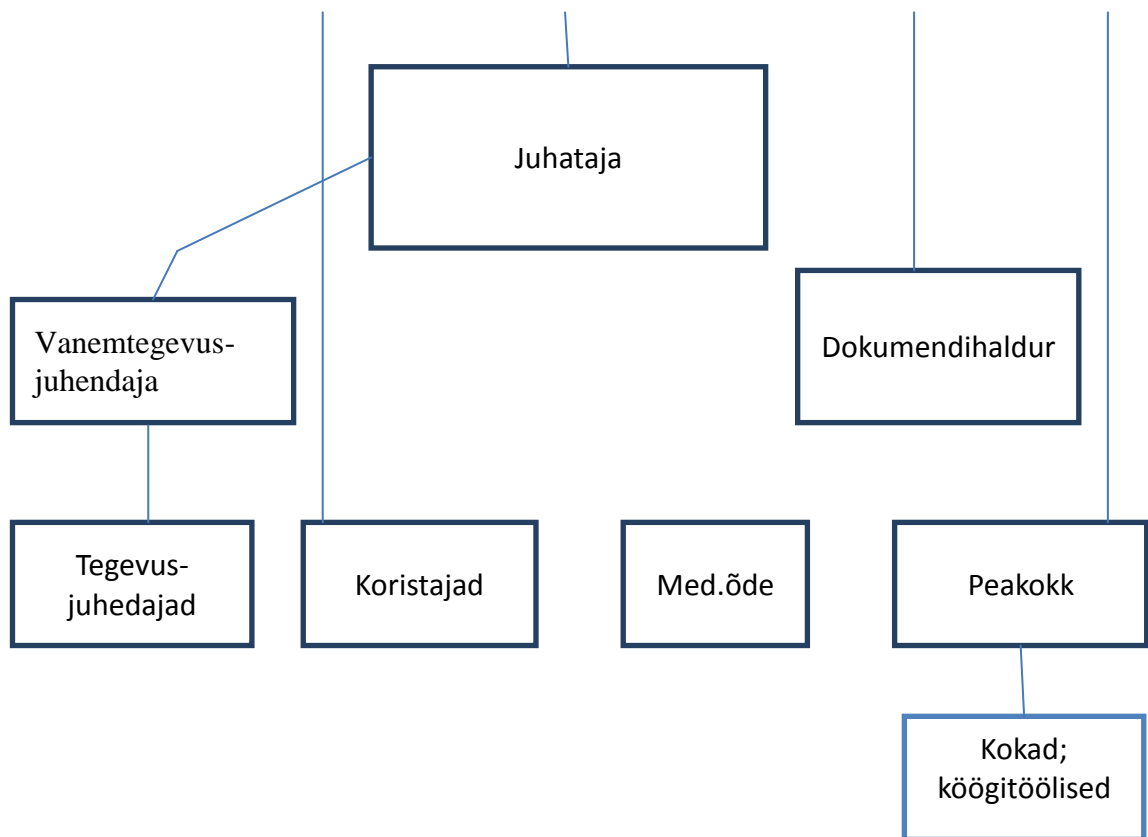 Juhataja
Vanemtegevus-
juhendaja
Dokumendihaldur
Tegevus-
juhedajad
Koristajad
Med.õde
Peakokk
Kokad;
köögitöölised